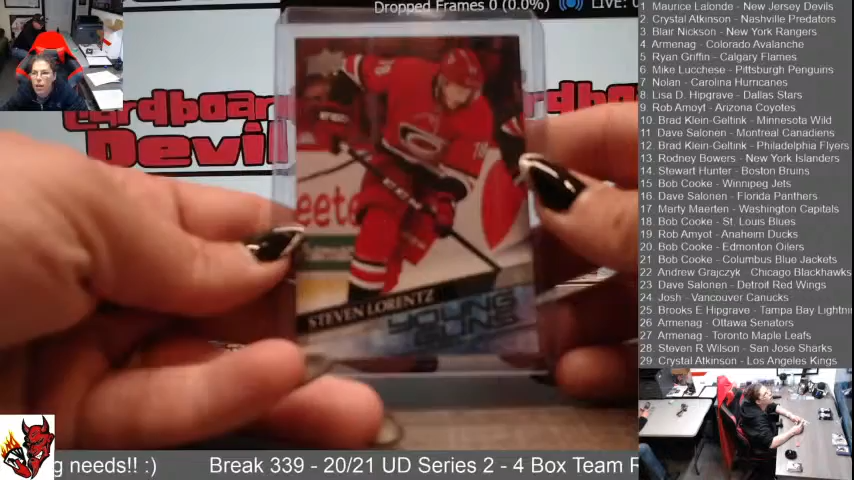 Dropped Frames 0 (0.0%) LIVE:
Cardboard
Devil
UPPER DECK
CCM
78
STEVEN LORENTZ
YOUNG
GUNS
1 Maurice Lalonde - New Jersey Devils
2 Crystal Atkinson - Nashville Predators
3 Blair Nickson - New York Rangers
4 Armenag - Colorado Avalanche
5 Ryan Griffin - Calgary Flames
6 Mike Lucchese - Pittsburgh Penguins
7 Nolan - Carolina Hurricanes
8 Lisa D. Hipgrave - Dallas Stars
9 Rob Amoyt - Arizona Coyotes
10 Brad Klein-Geltink - Minnesota Wild
11 Dave Salonen - Montreal Canadiens
12 Brad Klein-Geltink - Philadelphia Flyers
13 Rodney Bowers - New York Islanders
14 Stewart Hunter - Boston Bruins
15 Bob Cooke - Winnipeg Jets
16 Dave Salonen - Florida Panthers
17 Marty Maerten - Washington Capitals
18 Bob Cooke - St. Louis Blues
19 Rob Amyot - Anaheim Ducks
20 Bob Cooke - Edmonton Oilers
21 Bob Cooke - Columbus Blue Jackets
22 Andrew Grajczyk - Chcago Blackhawks
23 Dave Salonen - Detroit Red Wings
24 Josh - Vancouver Canucks
25 Brooks E Hipgrave - Tampa Bay Lightni
26 Armenag - Ottawa Senators
27 Armenag - Toronto Maple Leafs
28 Steven R Wilson - San Jose Sharks
29 Crystal Atkinson - Los Angeles Kings
g needs!! :) Break 339 - 20/21 UD Series 2 - 4 Box Team R